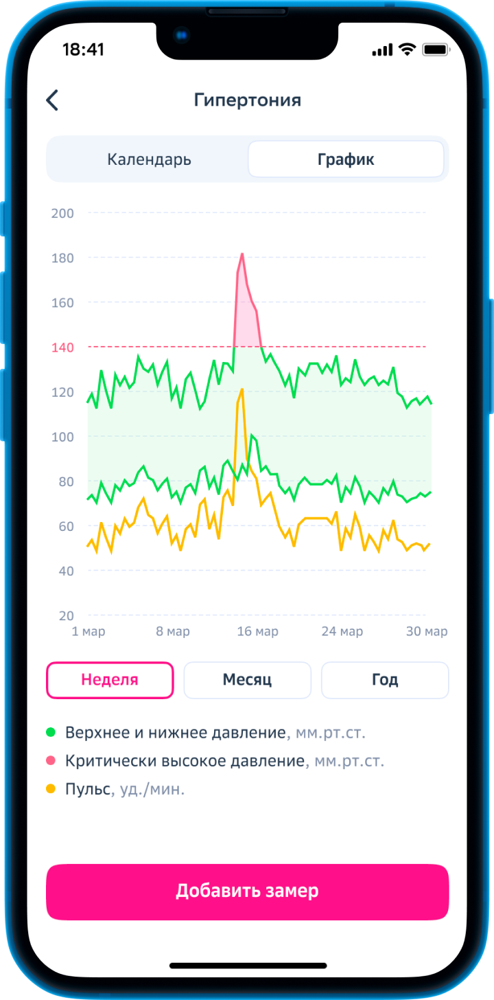 18:41
Гипертония
Календарь График
200
180
160
140
120
100
80
60
40
20
1 мар 8 мар 16 мар 24 мар 30 мар
Неделя Месяц Год
Верхнее и нижнее давление, мм.рт.ст.
Критически высокое давление, мм.рт.ст.
Пульс, уд./мин.
Добавить замер